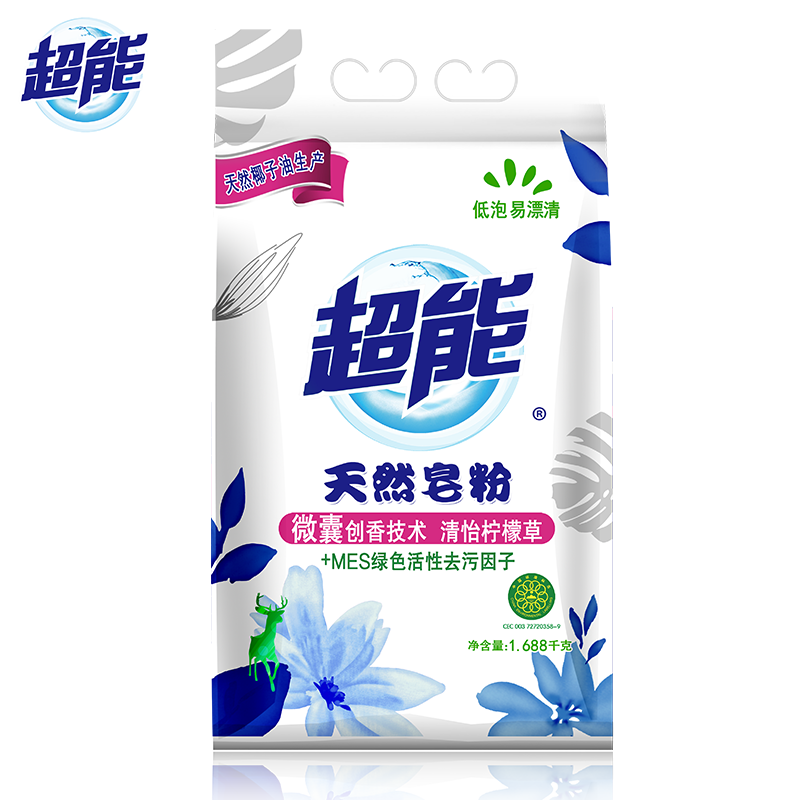 超能
天然椰子油生产
低泡易漂清
超能
®
天然皂粉
微囊创香技术 清怡柠檬草
+MES绿色活性去污因子
CEC 003 72720358-9
净含量:1.688千克